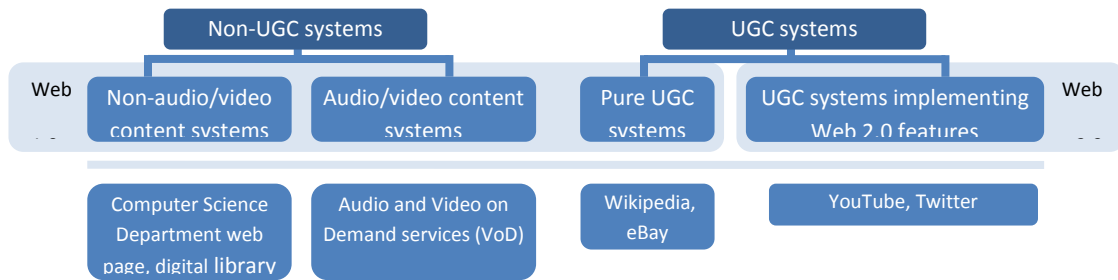 Non-UGC systems
UGC systems
Web
Non-audio/video
content systems
Audio/video content
systems
Pure UGC
systems
UGC systems implementing
Web 2.0 features
Web
Computer Science
Department web
page, digital library
Audio and Video on
Demand services (VoD)
Wikipedia,
eBay
YouTube, Twitter